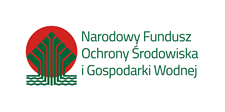 Narodowy Fundusz
Ochrony Środowiska
i Gospodarki Wodnej